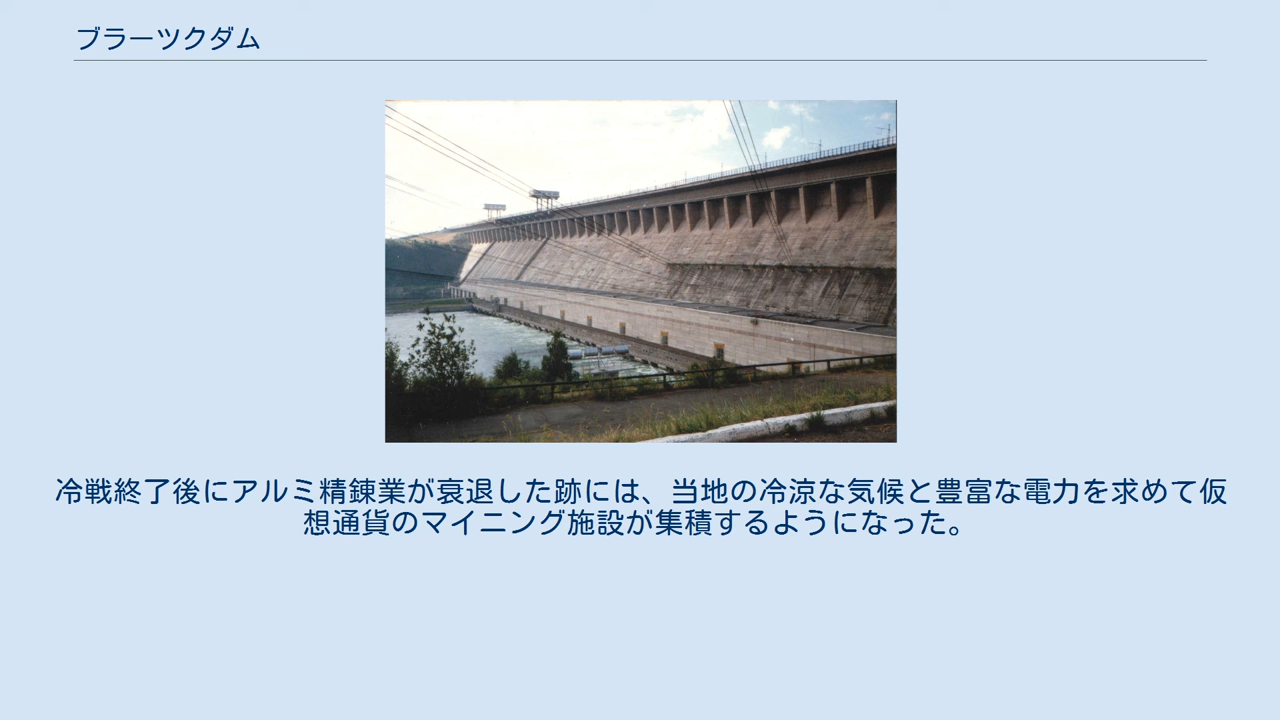 ブラーツクダム
冷戦終了後にアルミ精錬業が衰退した跡には、当地の冷涼な気候と豊富な電力を求めて仮
想通貨のマイニング施設が集積するようになった。